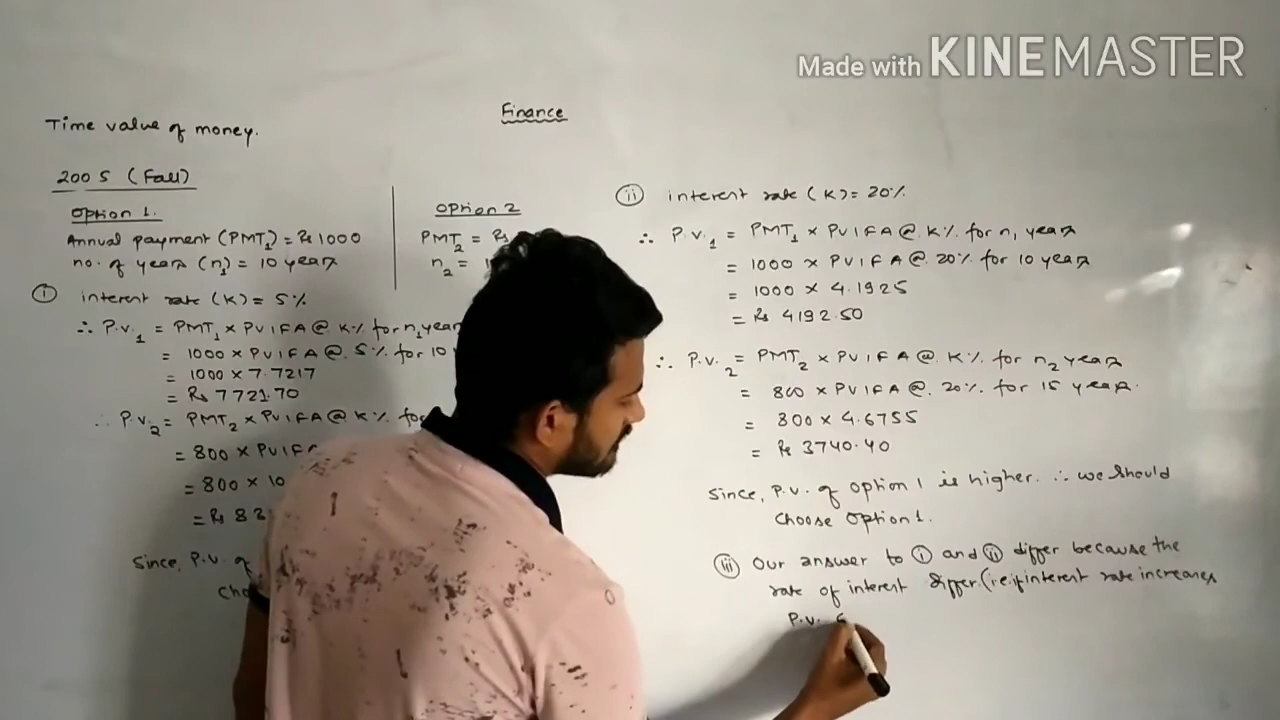 Made with KINEMASTER
Finance
Time value of money.
2005 (Fall)
Option 1.
Annual payment (PMT1) = Rs 1000
no. of years (n1) = 10 years
Option 2
PMT2 = Rs
n2 = 1
(i) interest rate (K) = 5%
∴ P.V.1 = PMT1 x PVIFA @ K% for n1 year
= 1000 x PVIFA @ 5% for 10
= 1000 x 7.7217
= Rs 7721.70
∴ P.V.2 = PMT2 x PVIFA @ K% for
= 800 x PVIFA
= 800 x 10
= Rs 82
Since, P.V. of
(ii) interest rate (K) = 20%
∴ P.V.1 = PMT1 x PVIFA @ K% for n1 years
= 1000 x PVIFA @ 20% for 10 years
= 1000 x 4.1925
= Rs 4192.50
∴ P.V.2 = PMT2 x PVIFA @ K% for n2 years
= 800 x PVIFA @ 20% for 15 years.
= 800 x 4.6755
= Rs 3740.40
Since, P.V. of option 1 is higher. ∴ we should
choose option 1.
(iii) Our answer to (i) and (ii) differ because the
rate of interest differ (i.e. if interest rate increases
P.V.